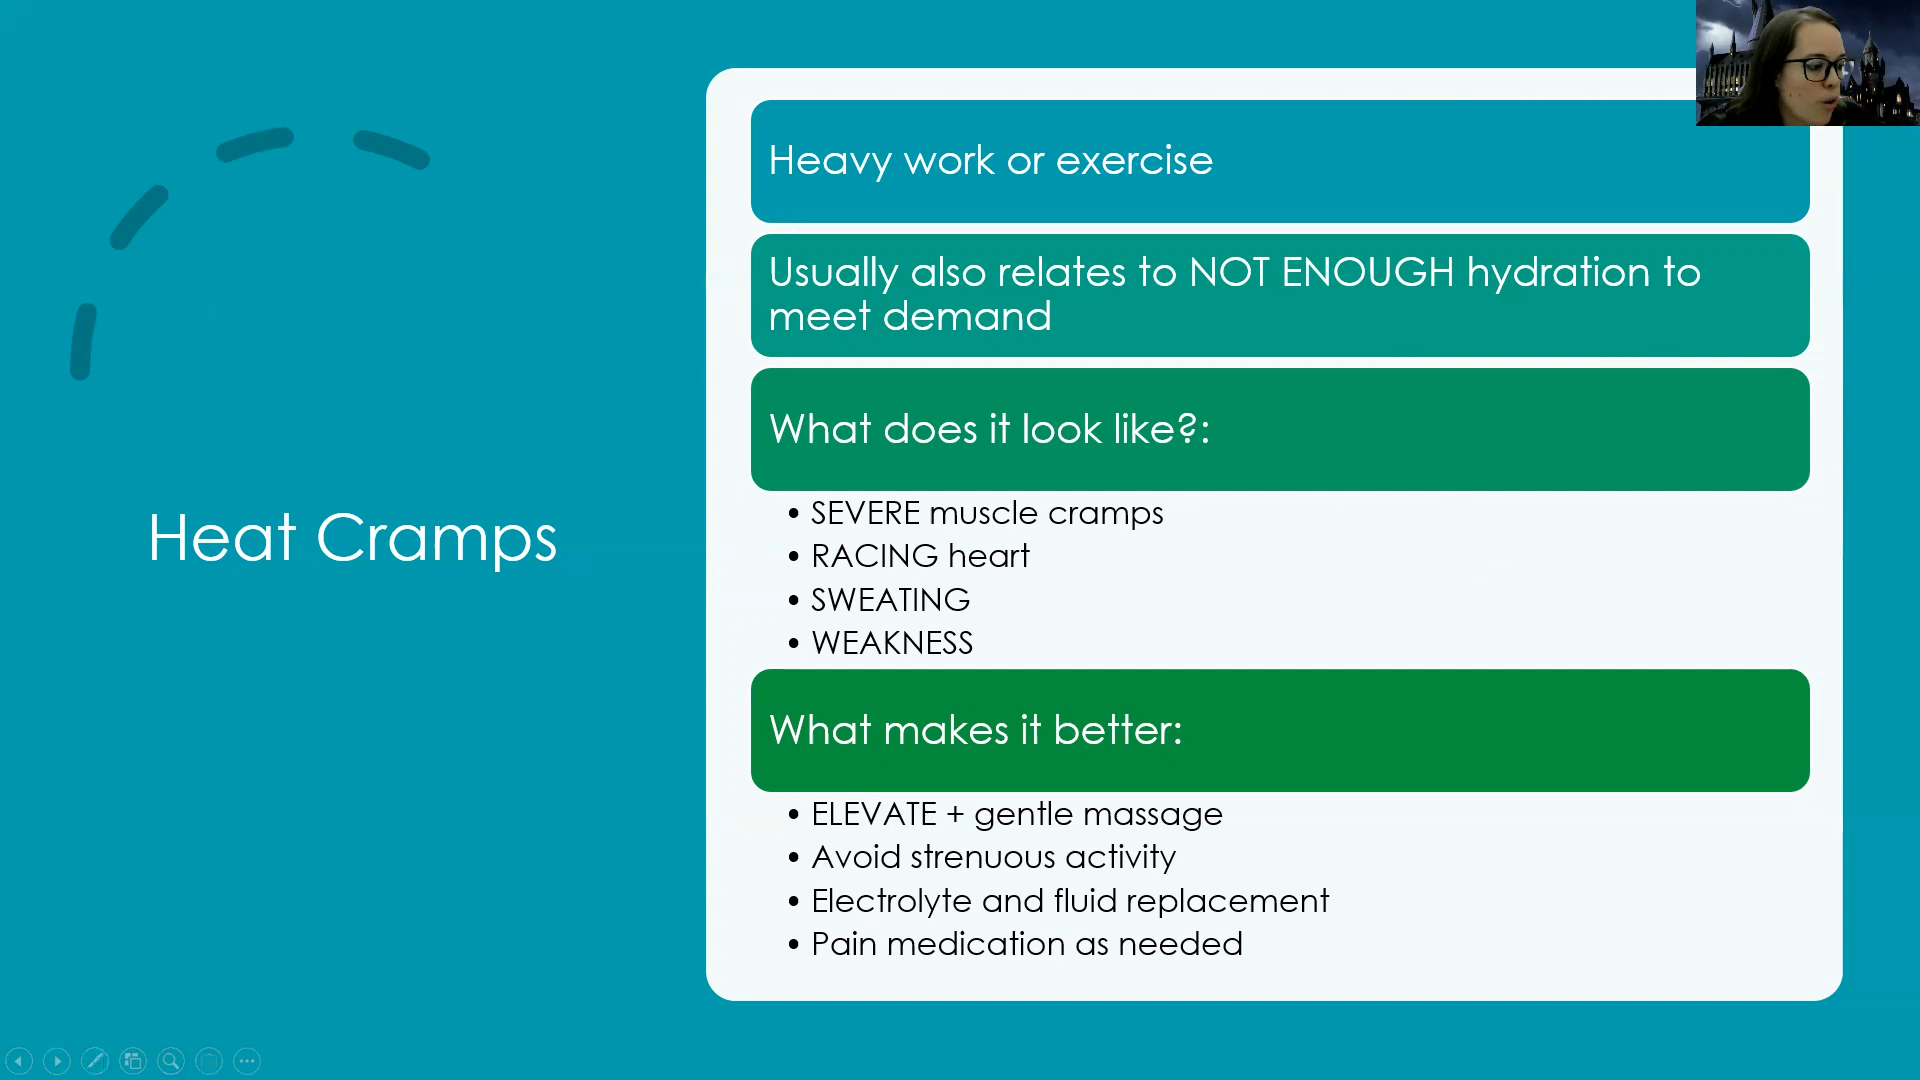 Heat Cramps
Heavy work or exercise
Usually also relates to NOT ENOUGH hydration to
meet demand
What does it look like?:
• SEVERE muscle cramps
• RACING heart
• SWEATING
• WEAKNESS
What makes it better:
• ELEVATE + gentle massage
• Avoid strenuous activity
• Electrolyte and fluid replacement
• Pain medication as needed